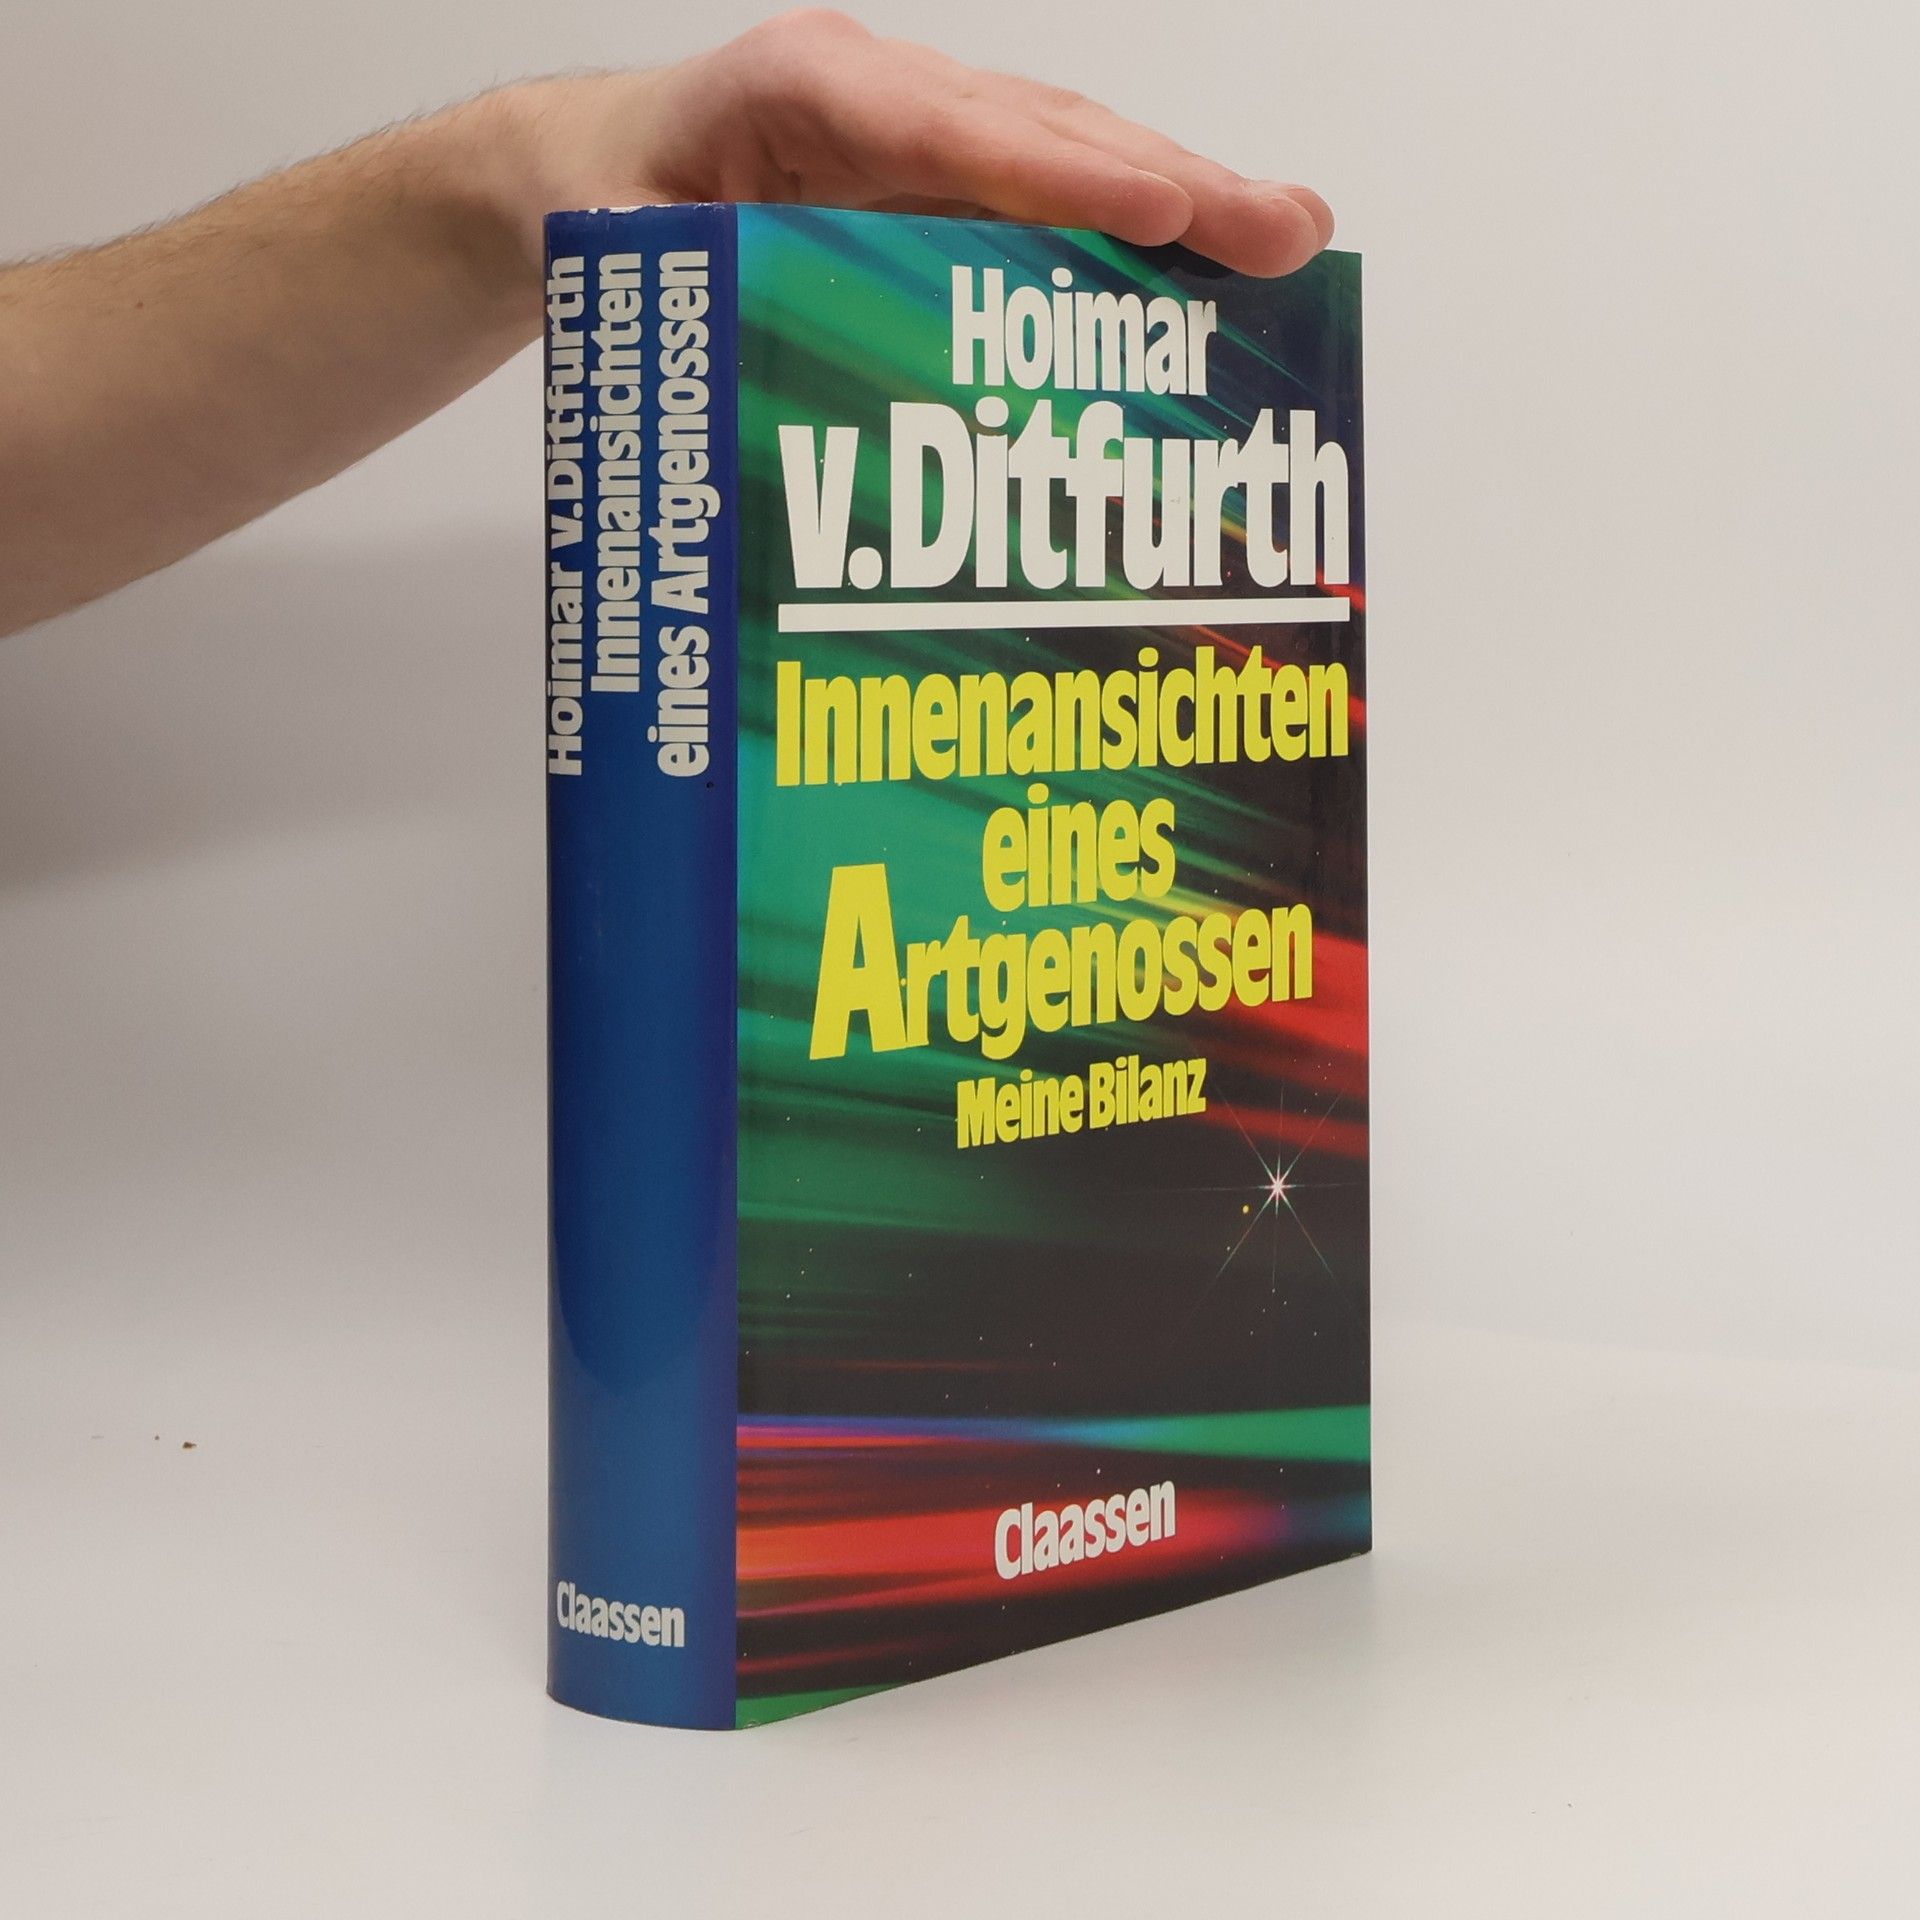 Hoimar v. Ditfurth
Innenansichten
eines Artgenossen
Claassen
Hoimar
v. Ditfurth
Innenansichten
eines
Artgenossen
Meine Bilanz
Claassen